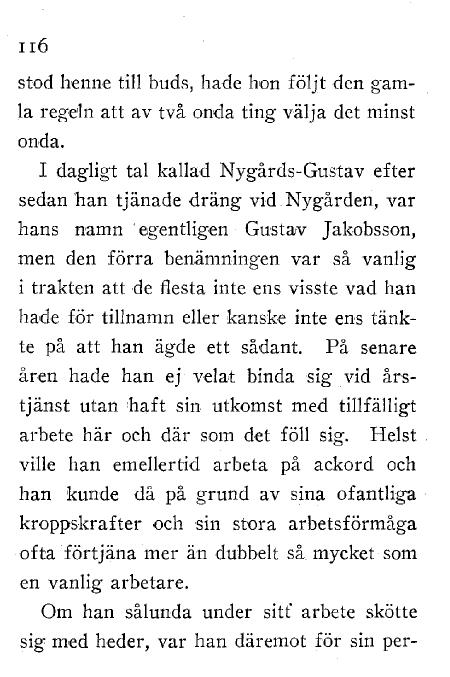 116
stod henne till buds, hade hon följt den gam-
la regeln att av två onda ting välja det minst
onda.
I dagligt tal kallad Nygårds-Gustav efter
sedan han tjänade dräng vid Nygården, var
hans namn egentligen Gustav Jakobsson,
men den förra benämningen var så vanlig
i trakten att de flesta inte ens visste vad han
hade för tillnamn eller kanske inte ens tänk-
te på att han ägde ett sådant. På senare
åren hade han ej velat binda sig vid års-
tjänst utan haft sin utkomst med tillfälligt
arbete här och där som det föll sig. Helst
ville han emellertid arbeta på ackord och
han kunde då på grund av sina ofantliga
kroppskrafter och sin stora arbetsförmåga
ofta förtjäna mer än dubbelt så mycket som
en vanlig arbetare.
Om han sålunda under sitt arbete skötte
sig med heder, var han däremot för sin per-